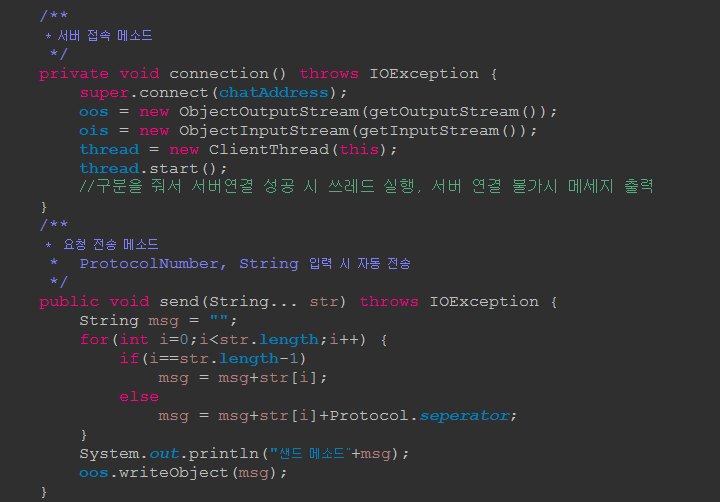 /**
* 서버 접속 메소드
*/
private void connection() throws IOException {
super.connect(chatAddress);
oos = new ObjectOutputStream(getOutputStream());
ois = new ObjectInputStream(getInputStream());
thread = new ClientThread(this);
thread.start();
//구분을 줘서 서버연결 성공 시 쓰레드 실행, 서버 연결 불가시 메세지 출력
}
/**
* 요청 전송 메소드
* ProtocolNumber, String 입력 시 자동 전송
*/
public void send(String... str) throws IOException {
String msg = "";
for(int i=0;i<str.length;i++) {
if(i==str.length-1)
msg = msg+str[i];
else
msg = msg+str[i]+Protocol.seperator;
}
System.out.println("샌드 메소드"+msg);
oos.writeObject(msg);
}